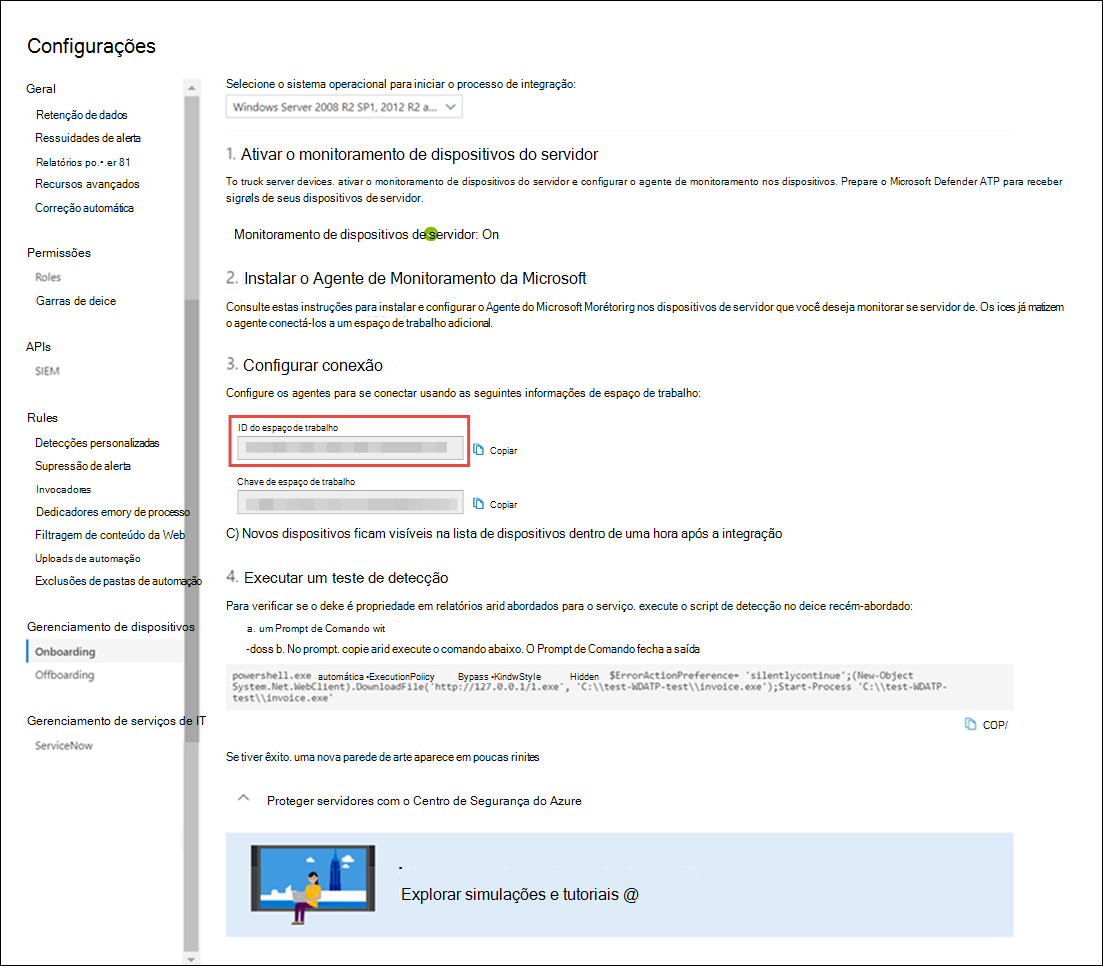 Configurações
Geral
Retenção de dados
Ressuidades de alerta
Relatórios po.•.er 81
Recursos avançados
Correção automática
Permissões
Roles
Garras de deice
APIs
SIEM
Rules
Detecções personalizadas
Supressão de alerta
Invocadores
Dedicadores emory de processo
Filtragem de conteúdo da Web
Uploads de automação
Exclusões de pastas de automação
Gerenciamento de dispositivos
Onboarding
Offboarding
Gerenciamento de serviços de IT
ServiceNow
Selecione o sistema operacional para iniciar o processo de integração:
Windows Server 2008 R2 SP1, 2012 R2 a...
1. Ativar o monitoramento de dispositivos do servidor
To truck server devices. ativar o monitoramento de dispositivos do servidor e configurar o agente de monitoramento nos dispositivos. Prepare o Microsoft Defender ATP para receber
sigrøls de seus dispositivos de servidor.
Monitoramento de dispositivos de servidor: On
2. Instalar o Agente de Monitoramento da Microsoft
Consulte estas instruções para instalar e configurar o Agente do Microsoft Morétorirg nos dispositivos de servidor que você deseja monitorar se servidor de. Os ices já matizem
o agente conectá-los a um espaço de trabalho adicional.
3. Configurar conexão
Configure os agentes para se conectar usando as seguintes informações de espaço de trabalho:
ID do espaço de trabalho
Copiar
Chave de espaço de trabalho
Copiar
C) Novos dispositivos ficam visíveis na lista de dispositivos dentro de uma hora após a integração
4. Executar um teste de detecção
Para verificar se o deke é propriedade em relatórios arid abordados para o serviço. execute o script de detecção no deice recém-abordado:
a. um Prompt de Comando wit
-doss b. No prompt. copie arid execute o comando abaixo. O Prompt de Comando fecha a saída
powershell.exe automática •ExecutionPoiicy Bypass •KindwStyle Hidden $ErrorActionPreference= 'silentlycontinue';(New-Object
System.Net.WebClient).DownloadFile('http://127.0.0.1/1.exe', 'C:\\test-WDATP-test\\invoice.exe');Start-Process 'C:\\test-WDATP-
test\\invoice.exe'
COP/
Se tiver êxito. uma nova parede de arte aparece em poucas rinites
Proteger servidores com o Centro de Segurança do Azure
Explorar simulações e tutoriais @